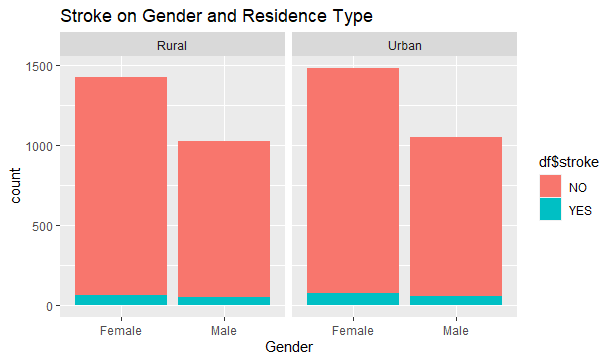 Stroke on Gender and Residence Type
Rural
Urban
1500
1000
500
0
count
Female
Male
Female
Male
Gender
df$stroke
NO
YES